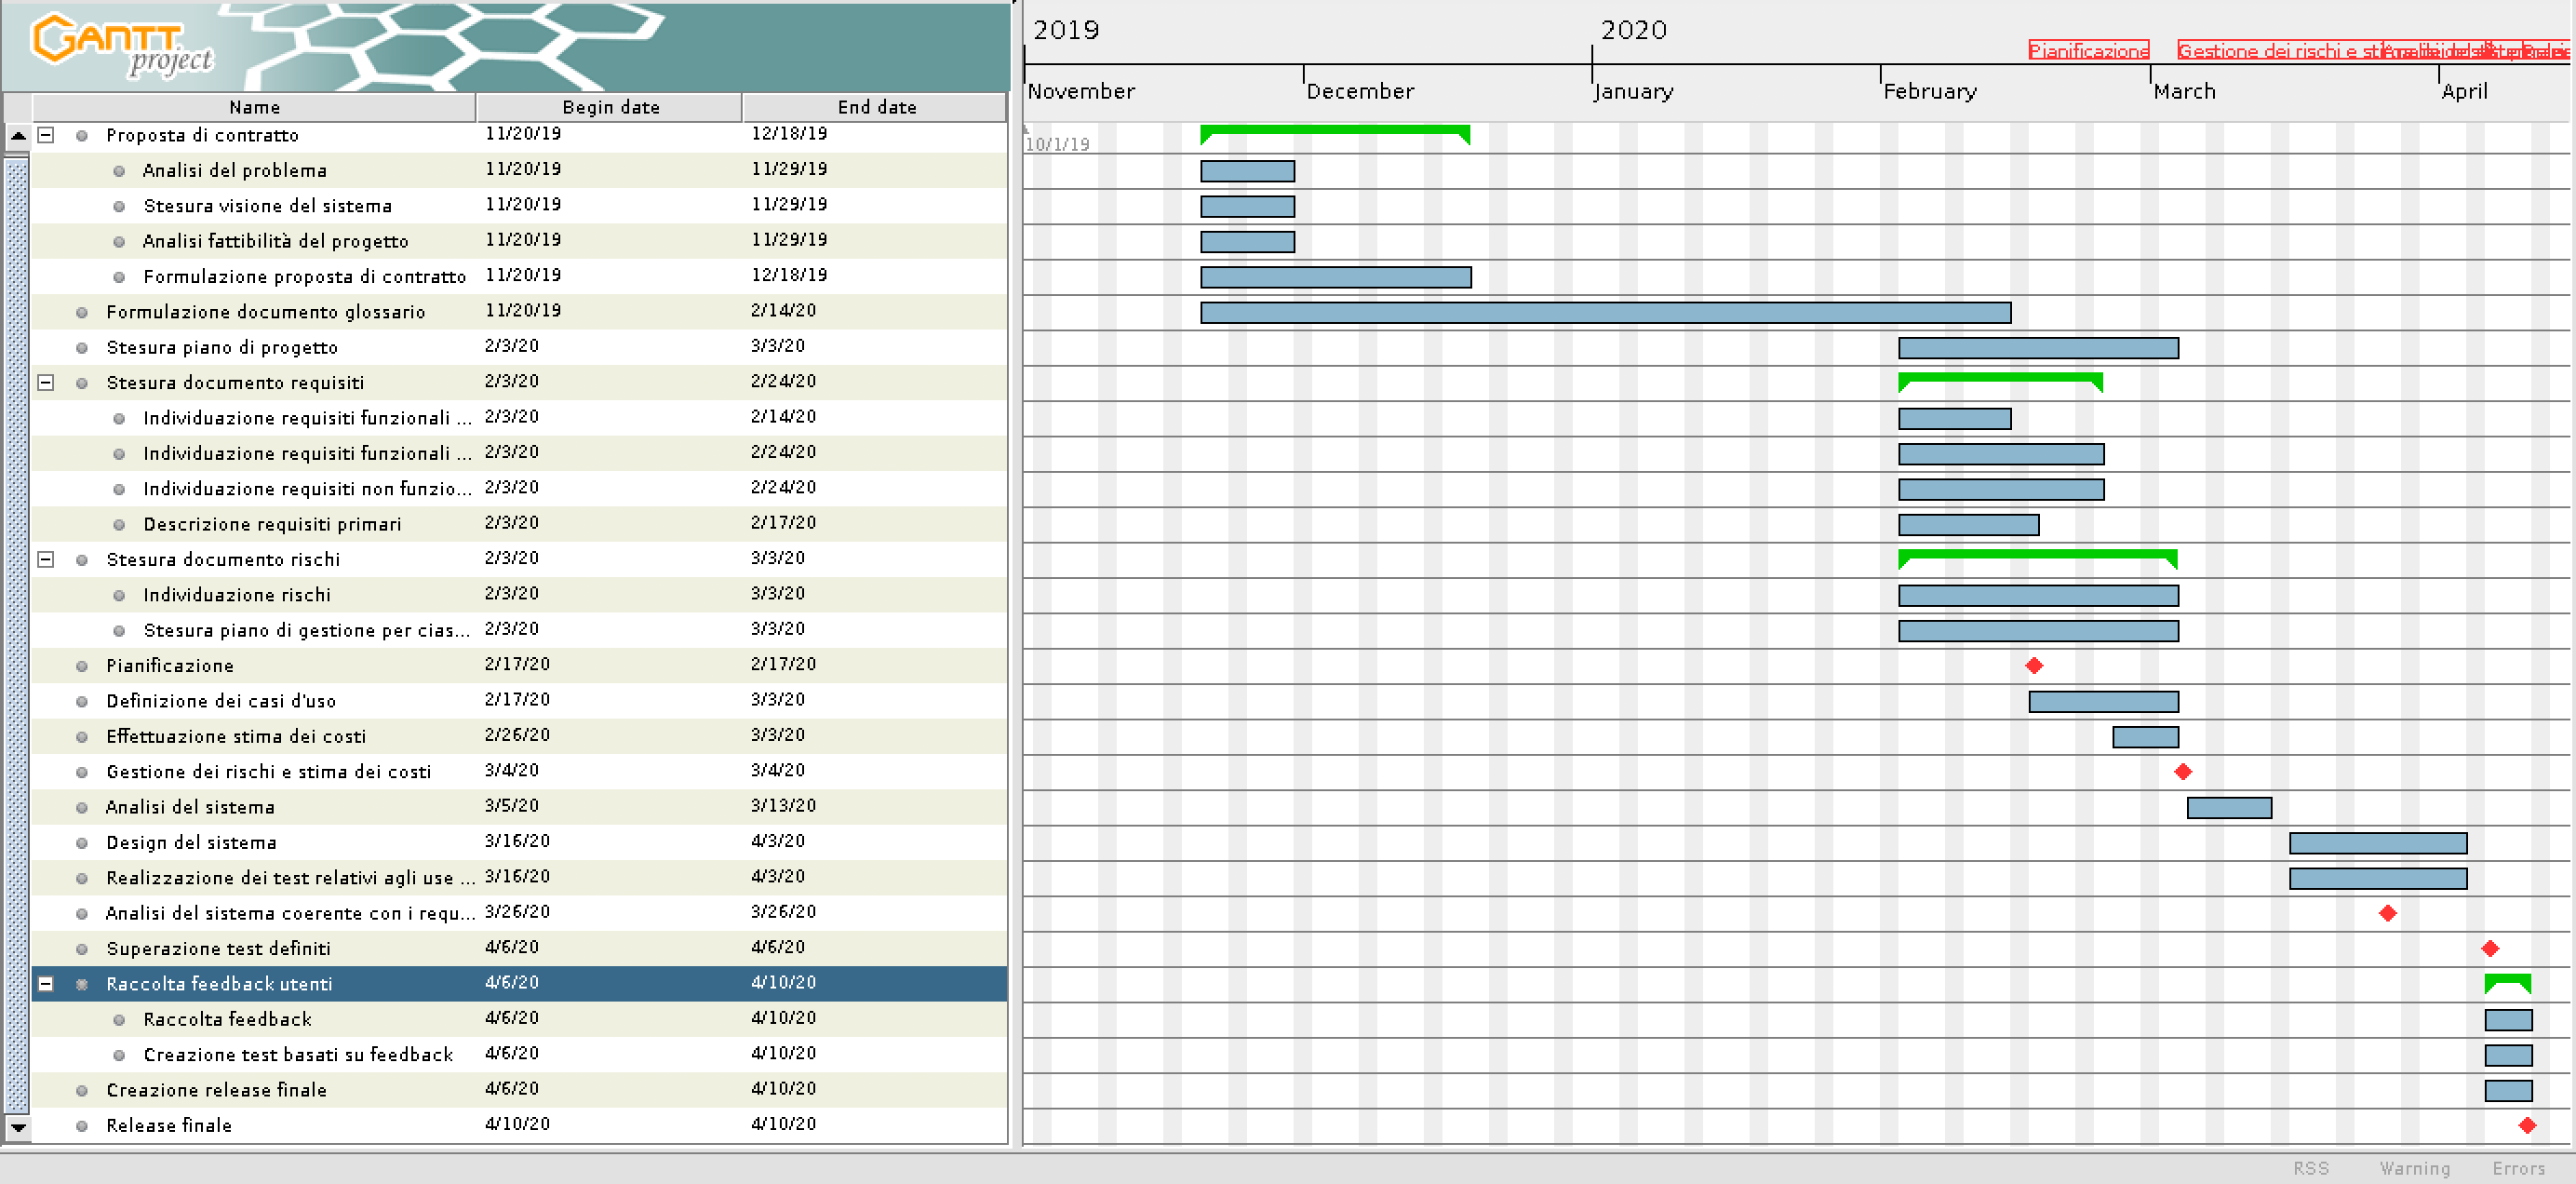 GANTT
project
2019
2020
Pianificazione
Gestione dei rischi e sti
November
December
January
February
March
April
Name
Begin date
End date
10/1/19
Proposta di contratto 11/20/19 12/18/19
Analisi del problema 11/20/19 11/29/19
Stesura visione del sistema 11/20/19 11/29/19
Analisi fattibilità del progetto 11/20/19 11/29/19
Formulazione proposta di contratto 11/20/19 12/18/19
Formulazione documento glossario 11/20/19 2/14/20
Stesura piano di progetto 2/3/20 3/3/20
Stesura documento requisiti 2/3/20 2/24/20
Individuazione requisiti funzionali ... 2/3/20 2/14/20
Individuazione requisiti funzionali ... 2/3/20 2/24/20
Individuazione requisiti non funzio... 2/3/20 2/24/20
Descrizione requisiti primari 2/3/20 2/17/20
Stesura documento rischi 2/3/20 3/3/20
Individuazione rischi 2/3/20 3/3/20
Stesura piano di gestione per cias... 2/3/20 3/3/20
Pianificazione 2/17/20 2/17/20
Definizione dei casi d'uso 2/17/20 3/3/20
Effettuazione stima dei costi 2/26/20 3/3/20
Gestione dei rischi e stima dei costi 3/4/20 3/4/20
Analisi del sistema 3/5/20 3/13/20
Design del sistema 3/16/20 4/3/20
Realizzazione dei test relativi agli use ... 3/16/20 4/3/20
Analisi del sistema coerente con i requ... 3/26/20 3/26/20
Superazione test definiti 4/6/20 4/6/20
Raccolta feedback utenti 4/6/20 4/10/20
Raccolta feedback 4/6/20 4/10/20
Creazione test basati su feedback 4/6/20 4/10/20
Creazione release finale 4/6/20 4/10/20
Release finale 4/10/20 4/10/20
RSS
Warning
Errors